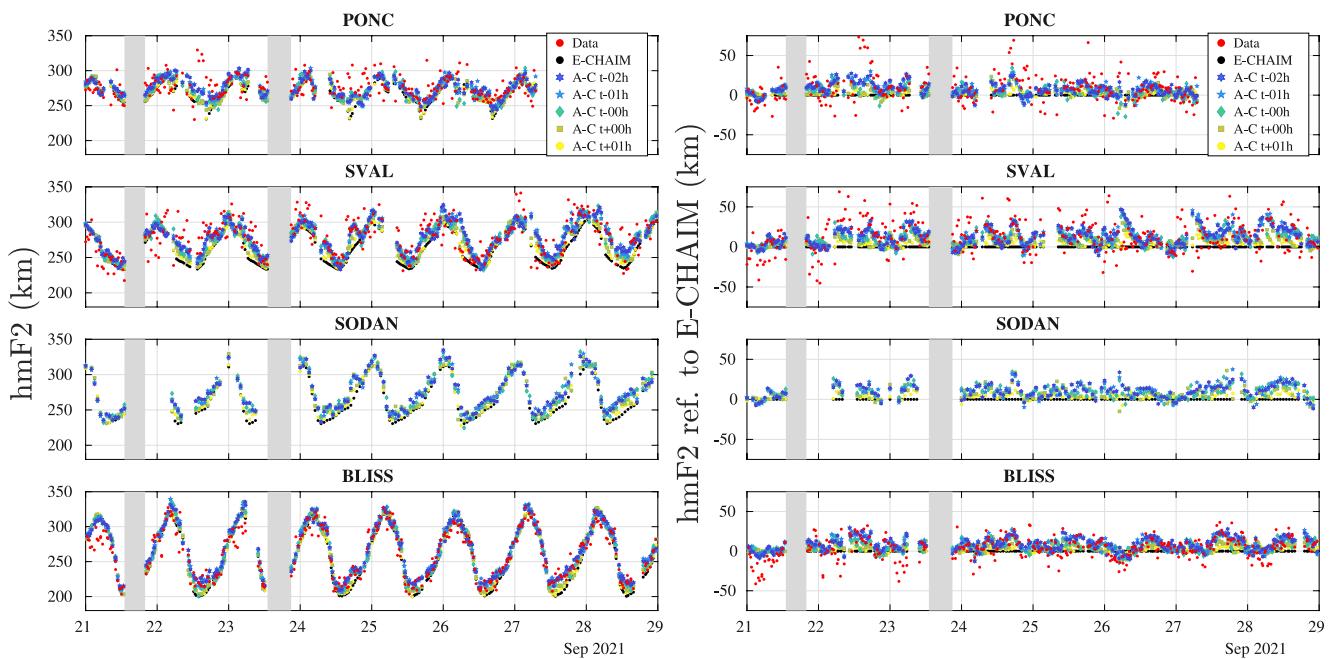 PONC
350
300
250
200
Data
E-CHAIM
A-C t-02h
A-C t-01h
A-C t-00h
A-C t+00h
A-C t+01h
SVAL
350
300
250
200
SODAN
350
300
250
200
BLISS
350
300
250
200
21 22 23 24 25 26 27 28 29
Sep 2021
hmF2 (km)
PONC
50
0
-50
Data
E-CHAIM
A-C t-02h
A-C t-01h
A-C t-00h
A-C t+00h
A-C t+01h
SVAL
50
0
-50
SODAN
50
0
-50
BLISS
50
0
-50
21 22 23 24 25 26 27 28 29
Sep 2021
hmF2 ref. to E-CHAIM (km)